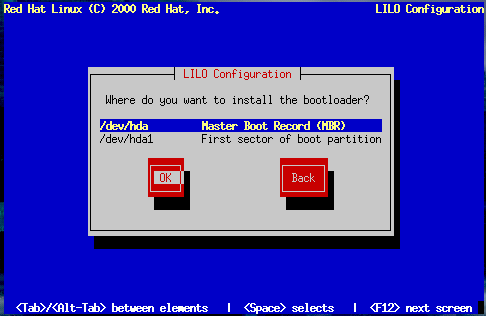 Red Hat Linux (C) 2000 Red Hat, Inc. LILO Configuration
LILO Configuration
Where do you want to install the bootloader?
/dev/hda Master Boot Record (MBR)
/dev/hda1 First sector of boot partition
OK Back
<Tab>/<Alt-Tab> between elements | <Space> selects | <F12> next screen